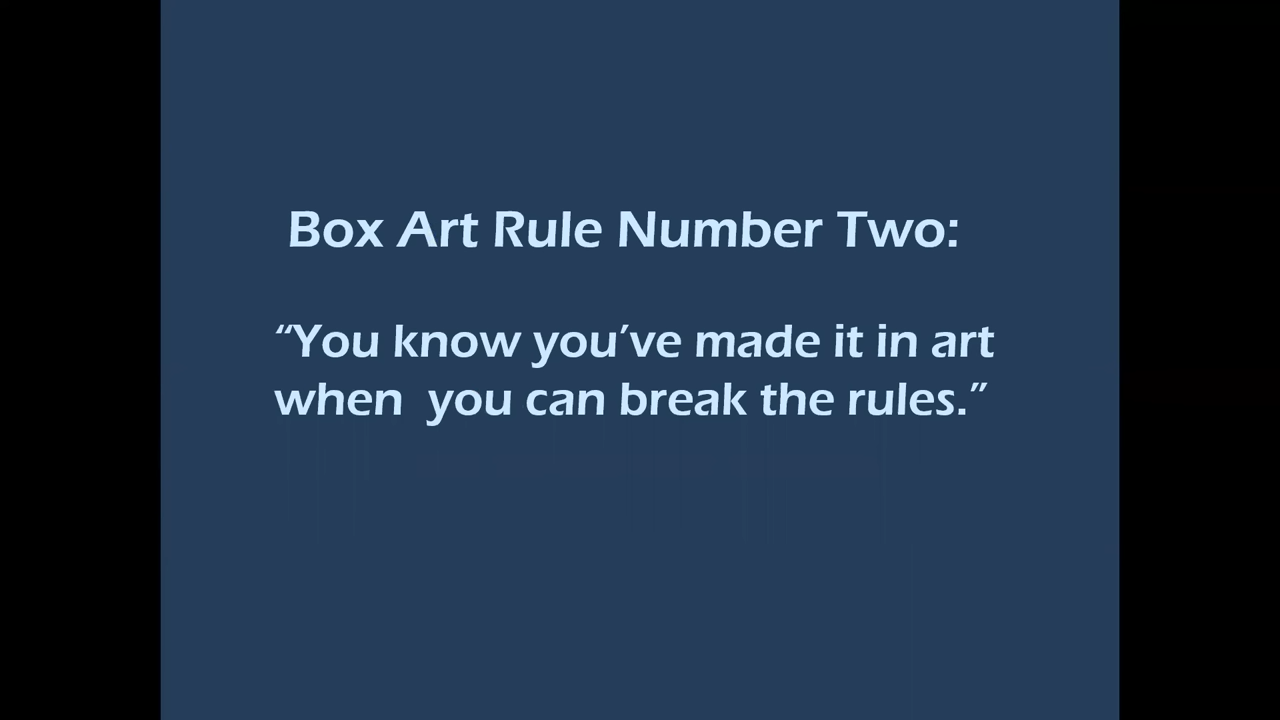 Box Art Rule Number Two:
“You know you’ve made it in art
when  you can break the rules.”